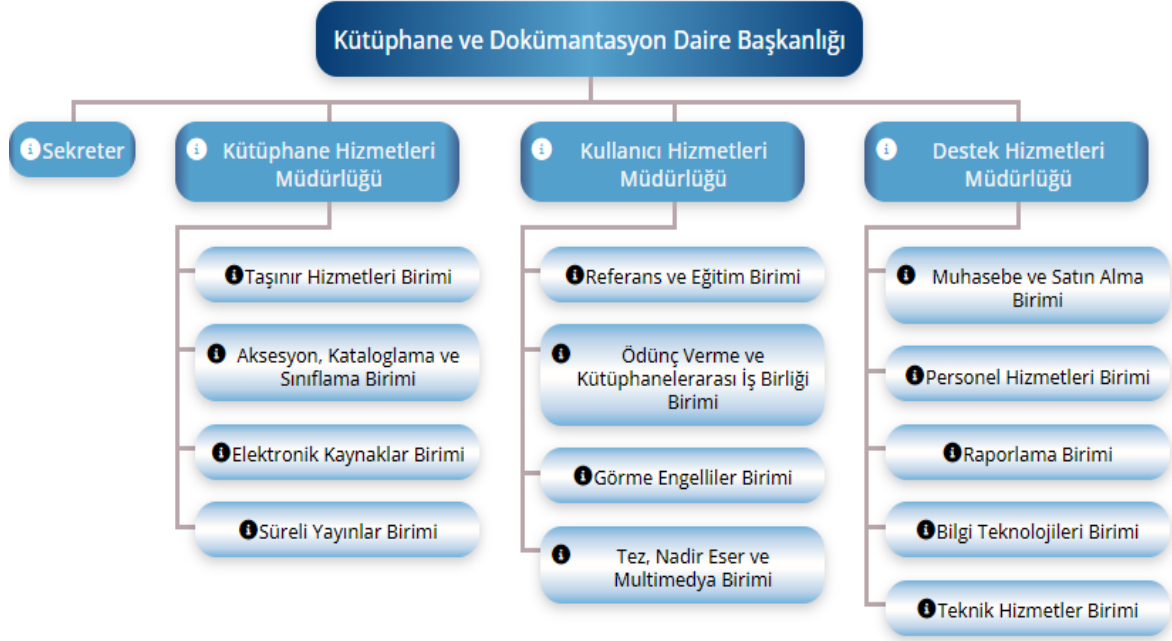 Kütüphane ve Dokümantasyon Daire Başkanlığı
Sekreter
Kütüphane Hizmetleri
Müdürlüğü
Taşınır Hizmetleri Birimi
Aksesyon, Kataloglama ve
Sınıflama Birimi
Elektronik Kaynaklar Birimi
Süreli Yayınlar Birimi
Kullanıcı Hizmetleri
Müdürlüğü
Referans ve Eğitim Birimi
Ödünç Verme ve
Kütüphanelerarası İş Birliği
Birimi
Görme Engelliler Birimi
Tez, Nadir Eser ve
Multimedya Birimi
Destek Hizmetleri
Müdürlüğü
Muhasebe ve Satın Alma
Birimi
Personel Hizmetleri Birimi
Raporlama Birimi
Bilgi Teknolojileri Birimi
Teknik Hizmetler Birimi